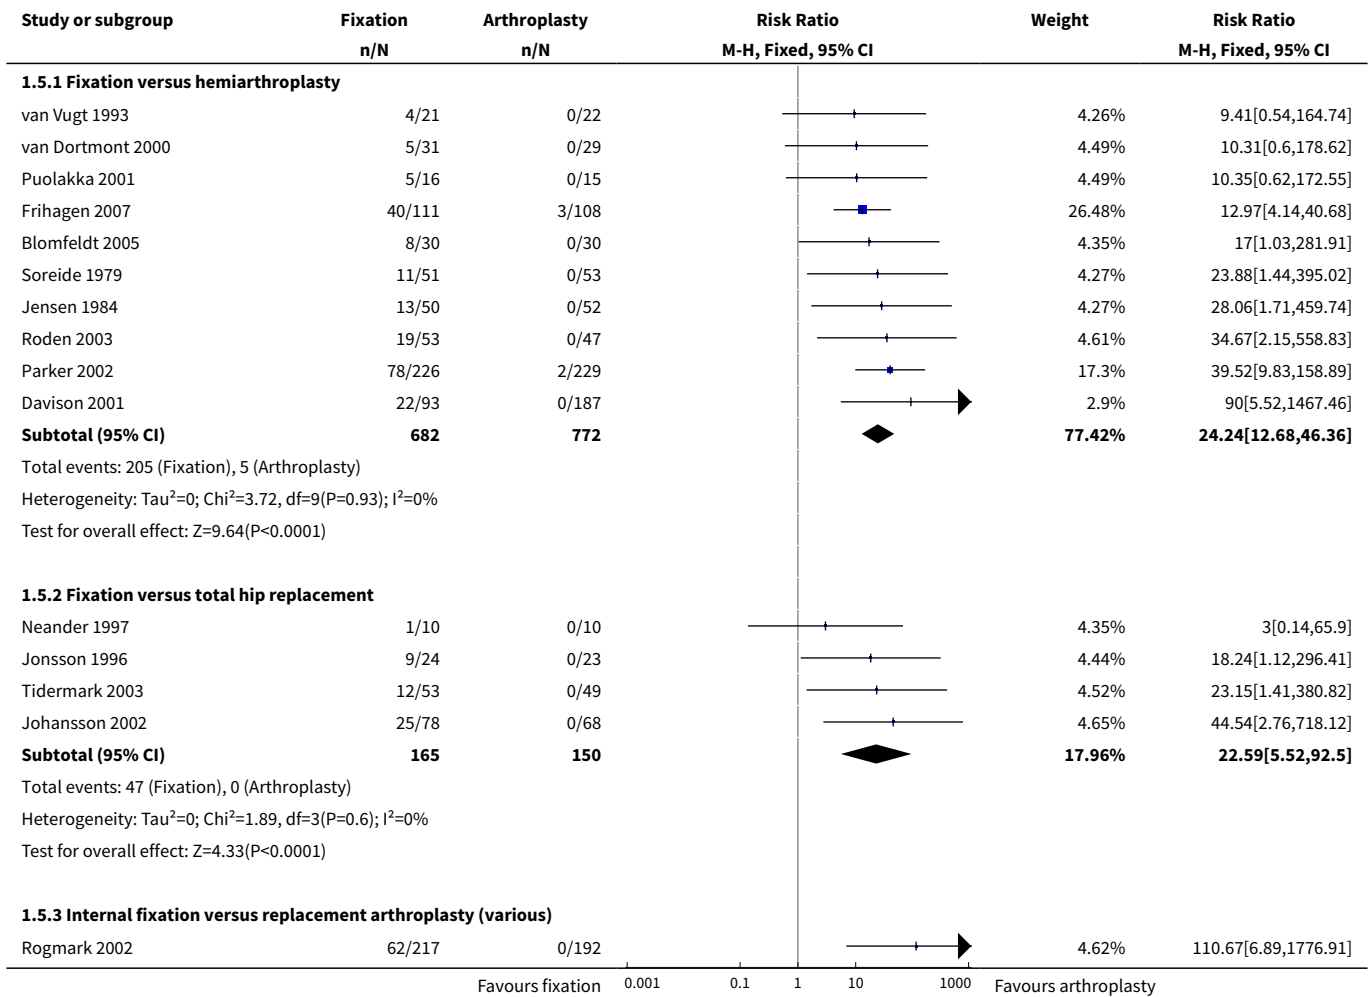 Study or subgroup Fixation Arthroplasty Risk Ratio Weight Risk Ratio
n/N n/N M-H, Fixed, 95% CI M-H, Fixed, 95% CI
1.5.1 Fixation versus hemiarthroplasty
van Vugt 1993 4/21 0/22 4.26% 9.41[0.54,164.74]
van Dortmont 2000 5/31 0/29 4.49% 10.31[0.6,178.62]
Puolakka 2001 5/16 0/15 4.49% 10.35[0.62,172.55]
Frihagen 2007 40/111 3/108 26.48% 12.97[4.14,40.68]
Blomfeldt 2005 8/30 0/30 4.35% 17[1.03,281.91]
Soreide 1979 11/51 0/53 4.27% 23.88[1.44,395.02]
Jensen 1984 13/50 0/52 4.27% 28.06[1.71,459.74]
Roden 2003 19/53 0/47 4.61% 34.67[2.15,558.83]
Parker 2002 78/226 2/229 17.3% 39.52[9.83,158.89]
Davison 2001 22/93 0/187 2.9% 90[5.52,1467.46]
Subtotal (95% CI) 682 772 77.42% 24.24[12.68,46.36]
Total events: 205 (Fixation), 5 (Arthroplasty)
Heterogeneity: Tau²=0; Chi²=3.72, df=9(P=0.93); I²=0%
Test for overall effect: Z=9.64(P<0.0001)
1.5.2 Fixation versus total hip replacement
Neander 1997 1/10 0/10 4.35% 3[0.14,65.9]
Jonsson 1996 9/24 0/23 4.44% 18.24[1.12,296.41]
Tidermark 2003 12/53 0/49 4.52% 23.15[1.41,380.82]
Johansson 2002 25/78 0/68 4.65% 44.54[2.76,718.12]
Subtotal (95% CI) 165 150 17.96% 22.59[5.52,92.5]
Total events: 47 (Fixation), 0 (Arthroplasty)
Heterogeneity: Tau²=0; Chi²=1.89, df=3(P=0.6); I²=0%
Test for overall effect: Z=4.33(P<0.0001)
1.5.3 Internal fixation versus replacement arthroplasty (various)
Rogmark 2002 62/217 0/192 4.62% 110.67[6.89,1776.91]
Favours fixation 0.001 0.1 1 10 1000 Favours arthroplasty